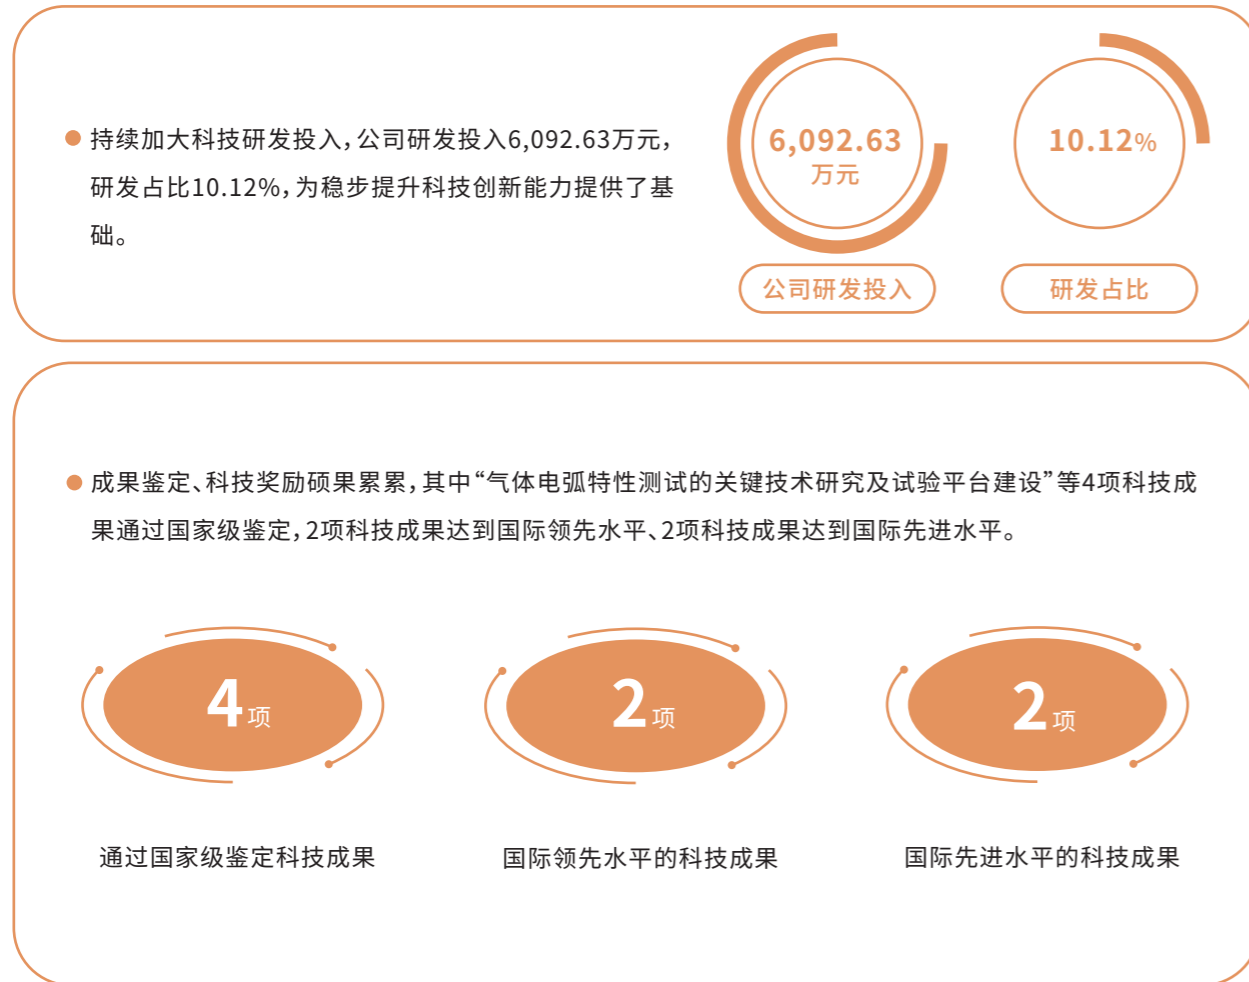 持续加大科技研发投入，公司研发投入6,092.63万元，
研发占比10.12%，为稳步提升科技创新能力提供了基
础。
6,092.63
万元
10.12%
公司研发投入
研发占比
成果鉴定、科技奖励硕果累累，其中“气体电弧特性测试的关键技术研究及试验平台建设”等4项科技成
果通过国家级鉴定，2项科技成果达到国际领先水平、2项科技成果达到国际先进水平。
4项
2项
2项
通过国家级鉴定科技成果
国际领先水平的科技成果
国际先进水平的科技成果